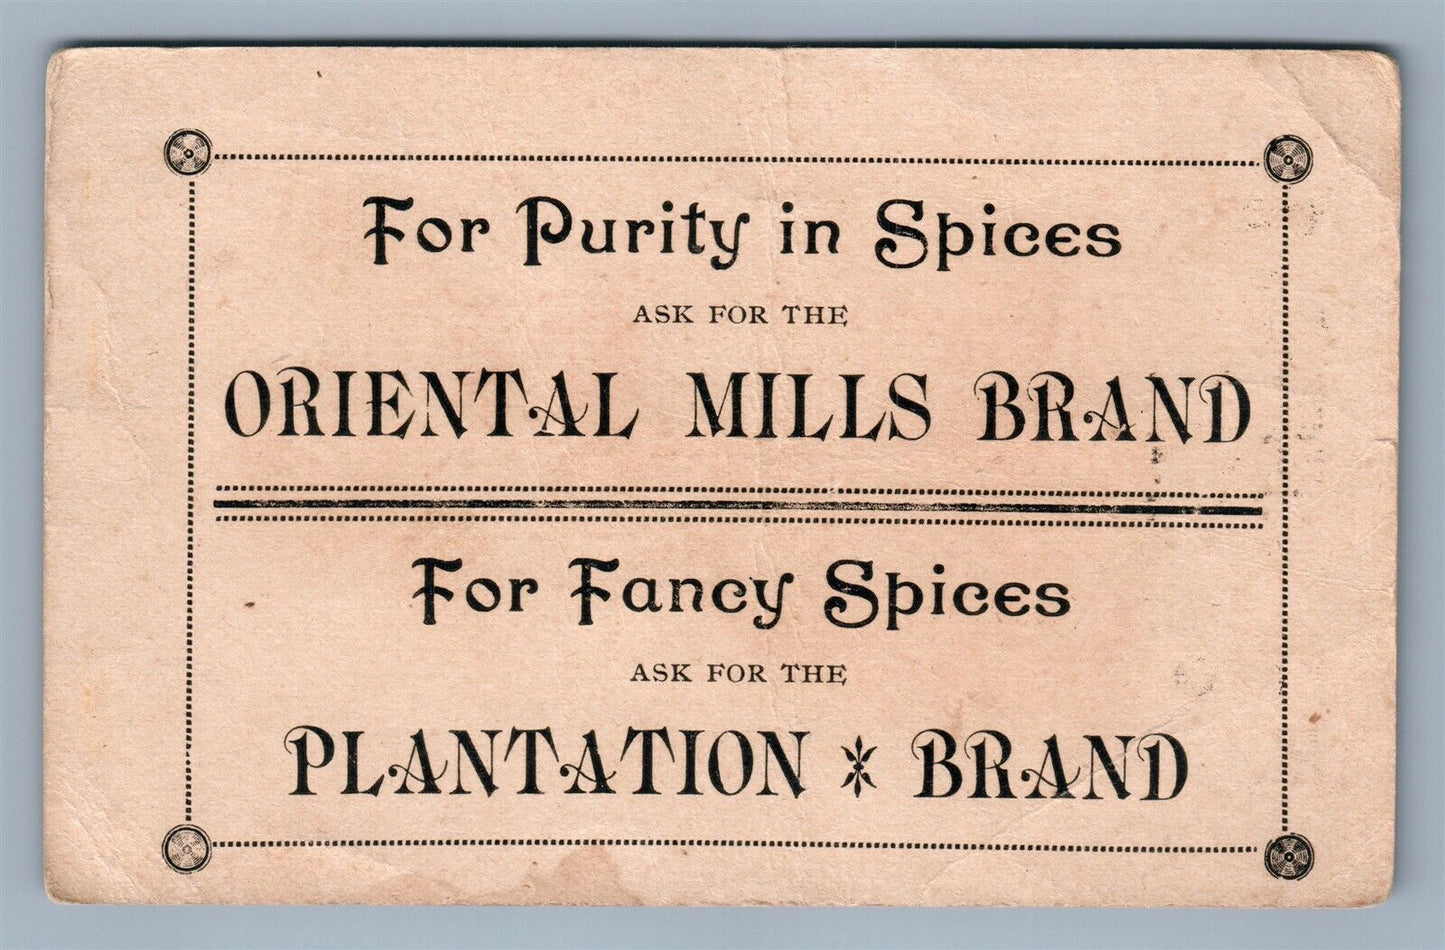 For Purity in Spices
ASK FOR THE
ORIENTAL MILLS BRAND
For Fancy Spices
ASK FOR THE
PLANTATION BRAND